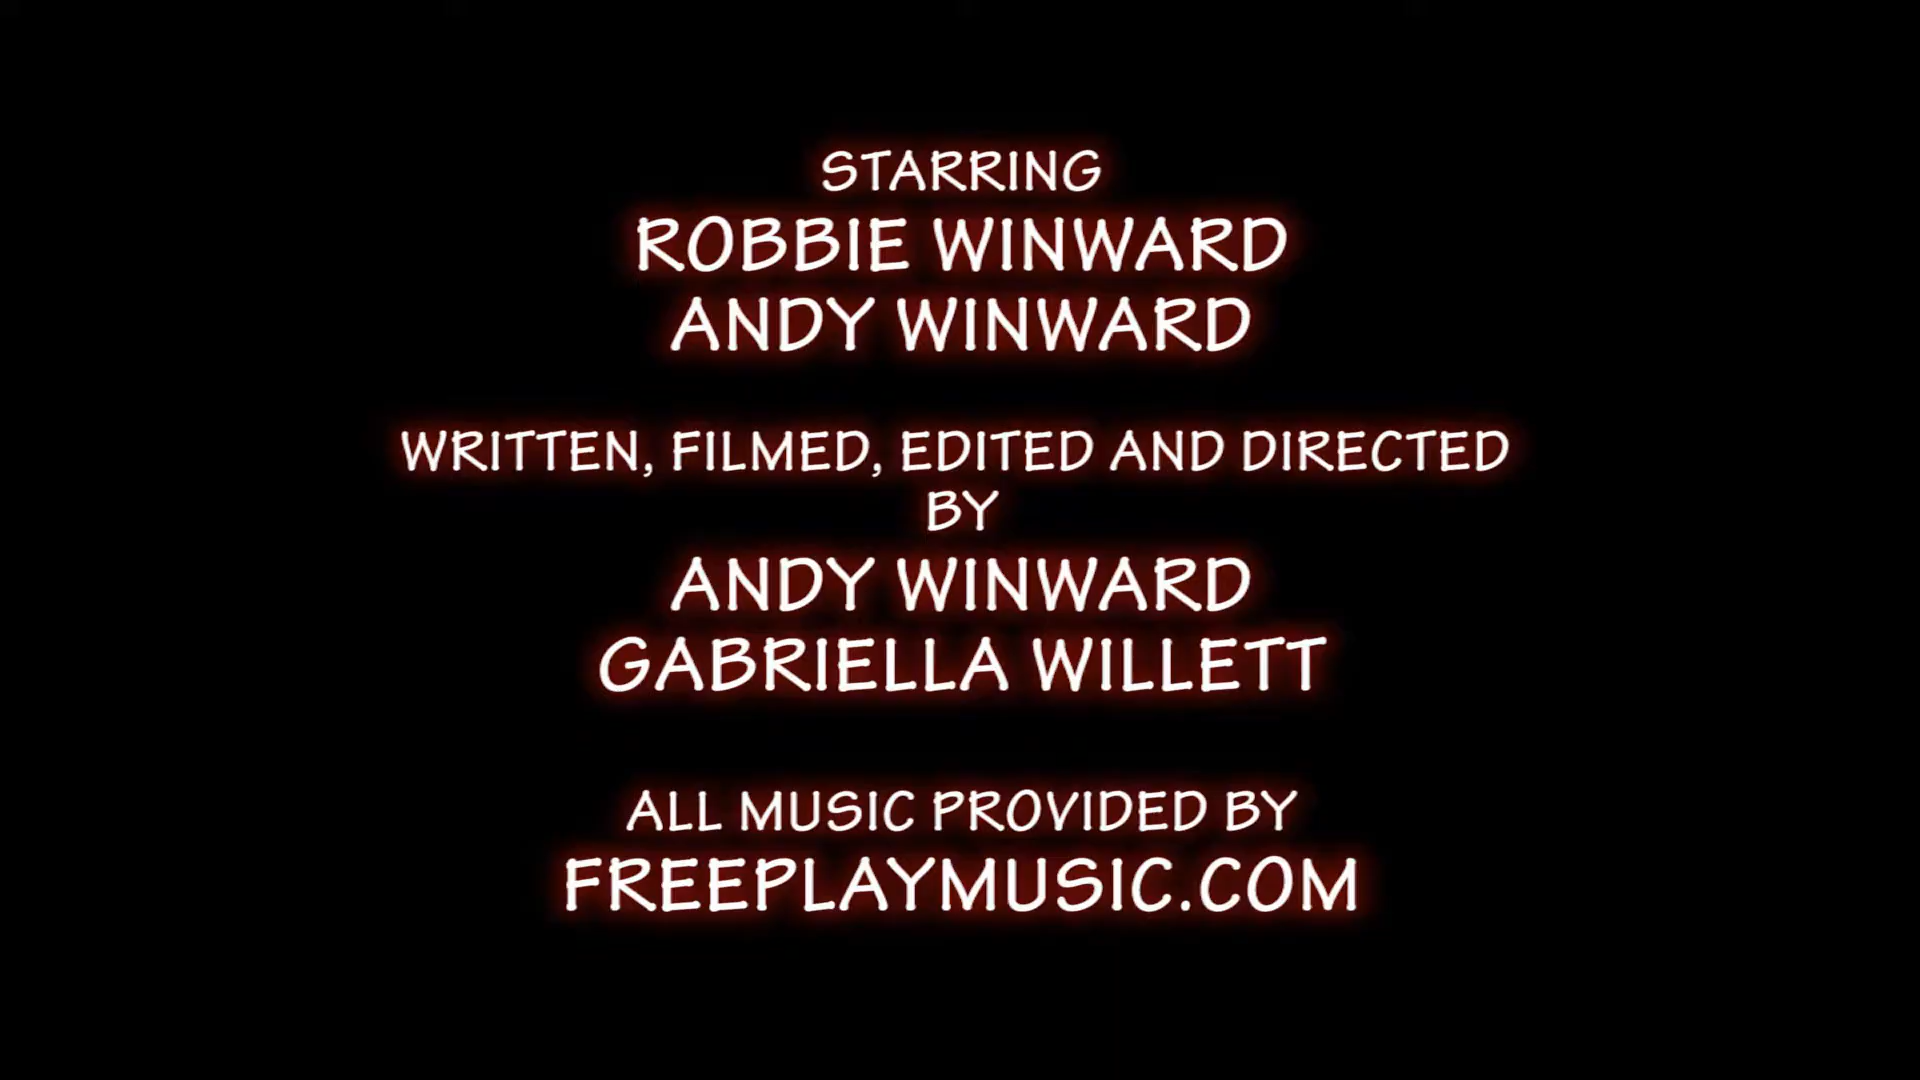 STARRING
ROBBIE WINWARD
ANDY WINWARD
WRITTEN, FILMED, EDITED AND DIRECTED
BY
ANDY WINWARD
GABRIELLA WILLETT
ALL MUSIC PROVIDED BY
FREEPLAYMUSIC.COM